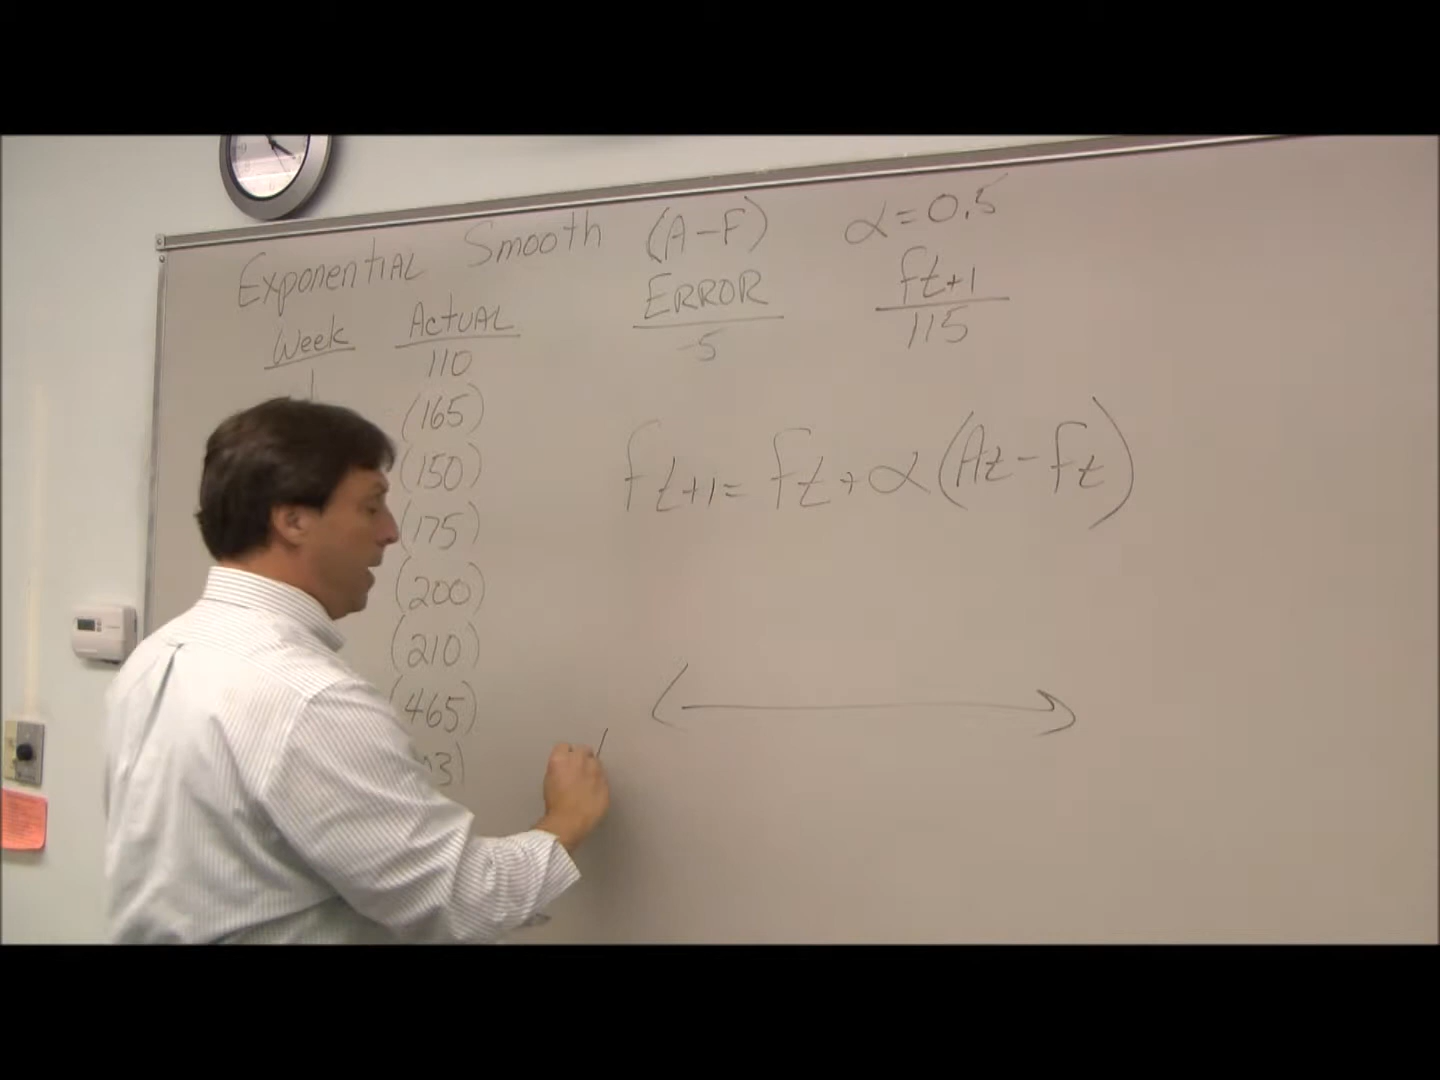 Exponential Smooth (A-F) α=0.5
Week Actual Error ft+1
1 110 -5 115
(165)
(150)
ft+1= ft+α(At-ft)
(175)
(200)
(210)
(465)